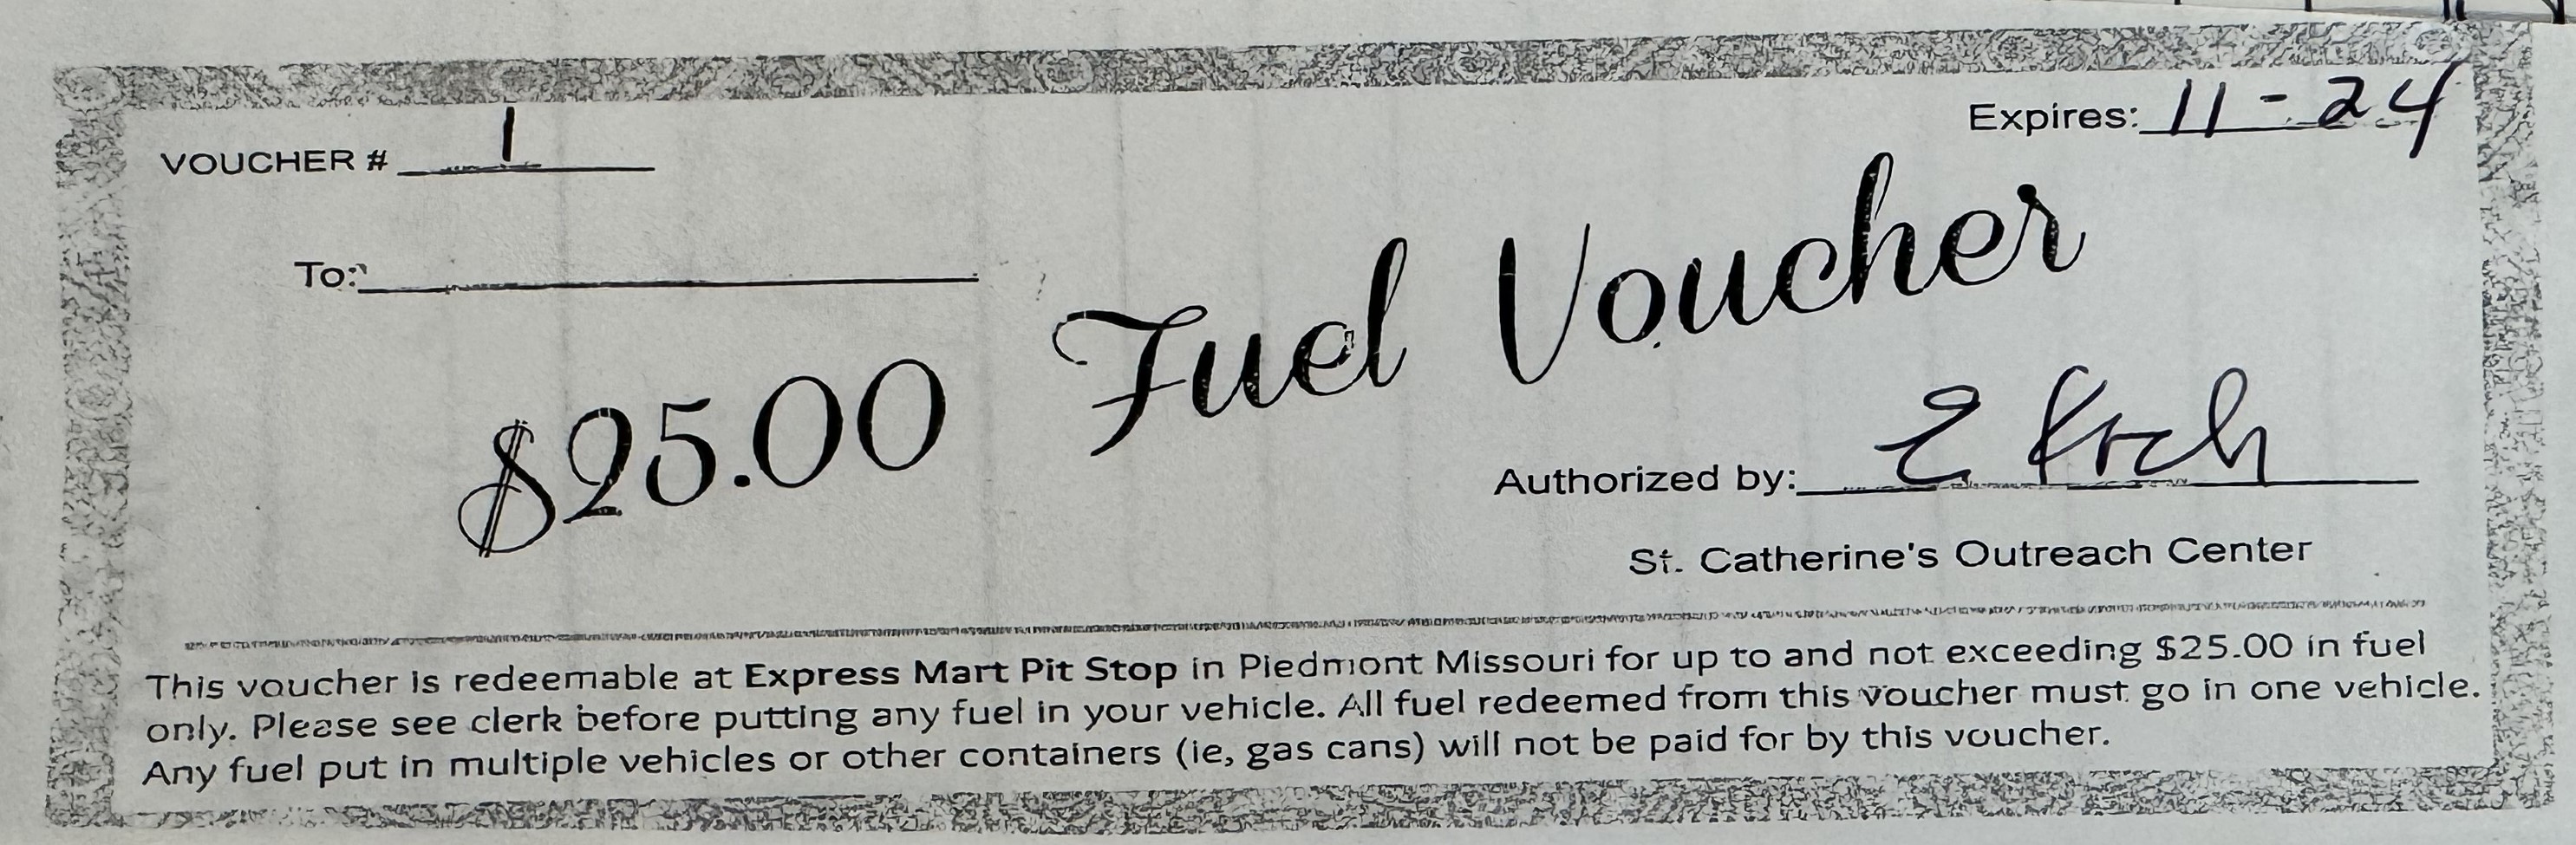 Expires: 11-24
VOUCHER # 1
To:
$25.00 Fuel Voucher
Authorized by: E Koch
St. Catherine's Outreach Center
This voucher is redeemable at Express Mart Pit Stop in Piedmont Missouri for up to and not exceeding $25.00 in fuel
only. Please see clerk before putting any fuel in your vehicle. All fuel redeemed from this voucher must go in one vehicle.
Any fuel put in multiple vehicles or other containers (ie, gas cans) will not be paid for by this voucher.